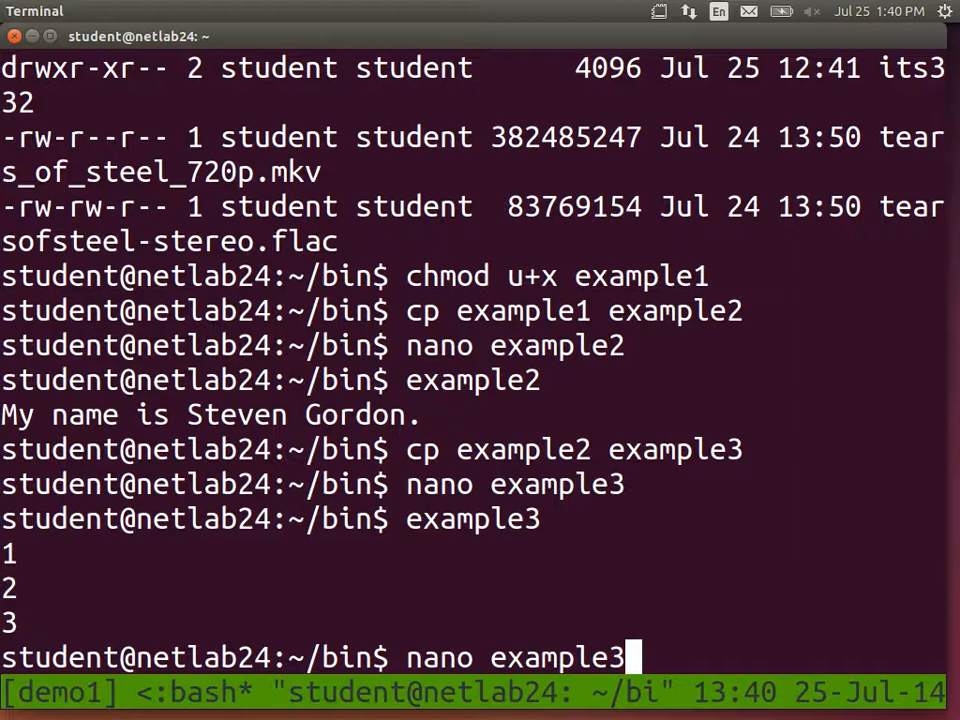 Terminal
En
Jul 25 1:40 PM
student@netlab24: ~
drwxr-xr-- 2 student student      4096 Jul 25 12:41 its3
32
-rw-r--r-- 1 student student 382485247 Jul 24 13:50 tear
s_of_steel_720p.mkv
-rw-rw-r-- 1 student student  83769154 Jul 24 13:50 tear
sofsteel-stereo.flac
student@netlab24:~/bin$ chmod u+x example1
student@netlab24:~/bin$ cp example1 example2
student@netlab24:~/bin$ nano example2
student@netlab24:~/bin$ example2
My name is Steven Gordon.
student@netlab24:~/bin$ cp example2 example3
student@netlab24:~/bin$ nano example3
student@netlab24:~/bin$ example3
1
2
3
student@netlab24:~/bin$ nano example3
[demo1] <:bash* "student@netlab24: ~/bi" 13:40 25-Jul-14